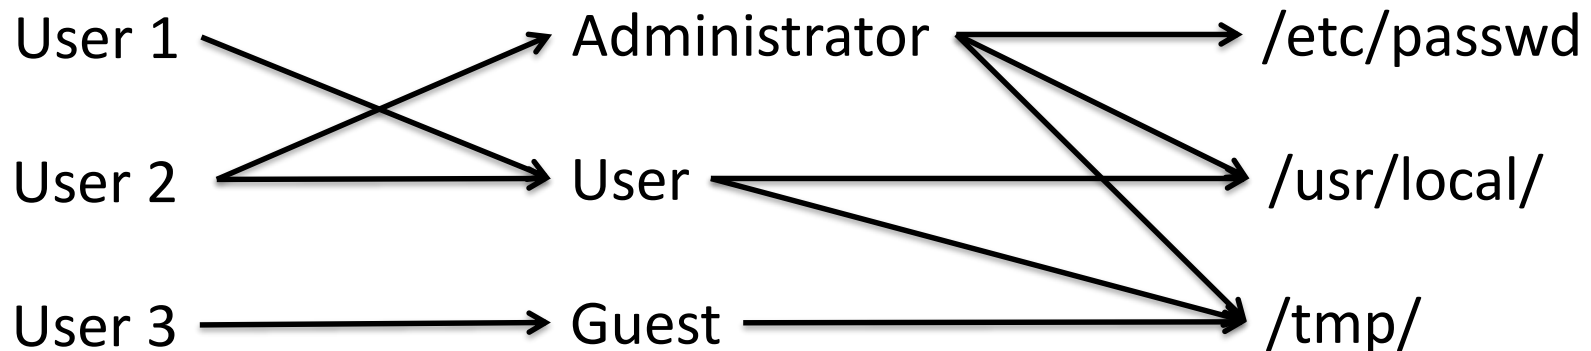 User 1 Administrator /etc/passwd
User 2 User /usr/local/
User 3 Guest /tmp/